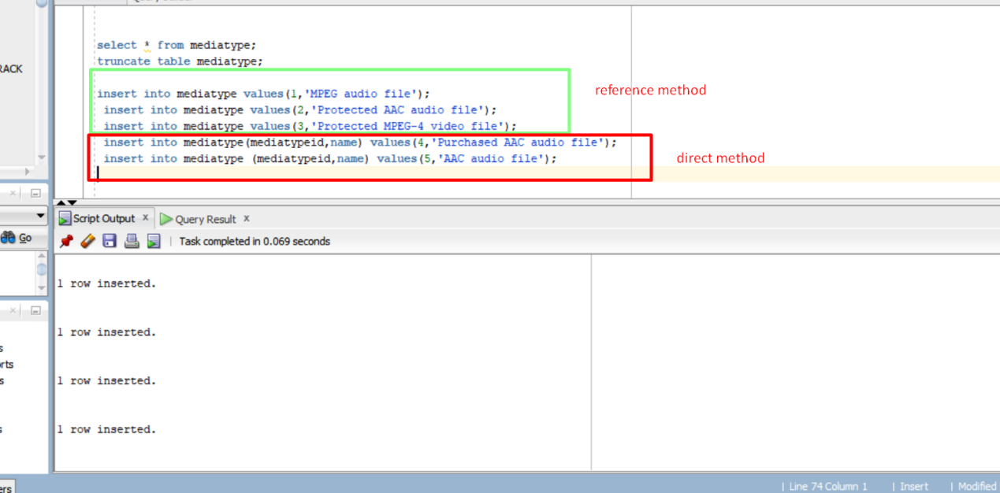 select * from mediatype;
truncate table mediatype;
RACK
insert into mediatype values(1,'MPEG audio file');
reference method
insert into mediatype values(2,'Protected AAC audio file');
insert into mediatype values(3,'Protected MPEG-4 video file');
insert into mediatype(mediatypeid,name) values(4,'Purchased AAC audio file');
insert into mediatype (mediatypeid,name) values(5,'AAC audio file');
direct method
Script Output x Query Result x
Go
Task completed in 0.069 seconds
1 row inserted.
1 row inserted.
s
orts
1 row inserted.
s
1 row inserted.
s
ers
Line 74 Column 1 Insert Modified